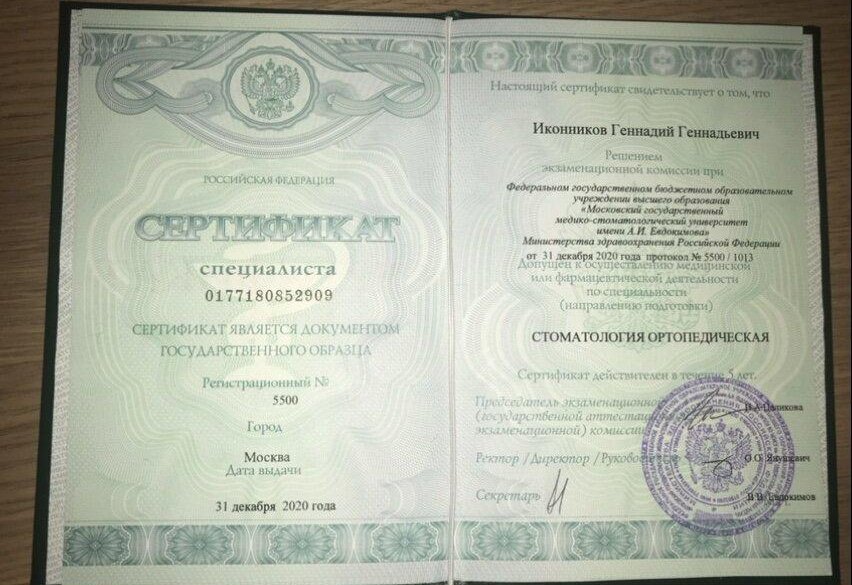 РОССИЙСКАЯ ФЕДЕРАЦИЯ
СЕРТИФИКАТ
специалиста
0177180852909
СЕРТИФИКАТ ЯВЛЯЕТСЯ ДОКУМЕНТОМ
ГОСУДАРСТВЕННОГО ОБРАЗЦА
Регистрационный №
5500
Город
Москва
Дата выдачи
31 декабря 2020 года
Настоящий сертификат свидетельствует о том, что
Иконников Геннадий Геннадьевич
Решением
экзаменационной комиссии при
Федеральном государственном бюджетном образовательном
учреждении высшего образования
«Московский государственный
медико-стоматологический университет
имени А.И. Евдокимова»
Министерства здравоохранения Российской Федерации
от 31 декабря 2020 года протокол № 5500 / 1013
Допущен к осуществлению медицинской
или фармацевтической деятельности
по специальности
(направлению подготовки)
СТОМАТОЛОГИЯ ОРТОПЕДИЧЕСКАЯ
Сертификат действителен в течение 5 лет.
Председатель экзаменационной
(государственной
экзаменационной) комиссии
Ректор / Директор /
О.О. Янушевич
Секретарь
В.В. Евдокимов